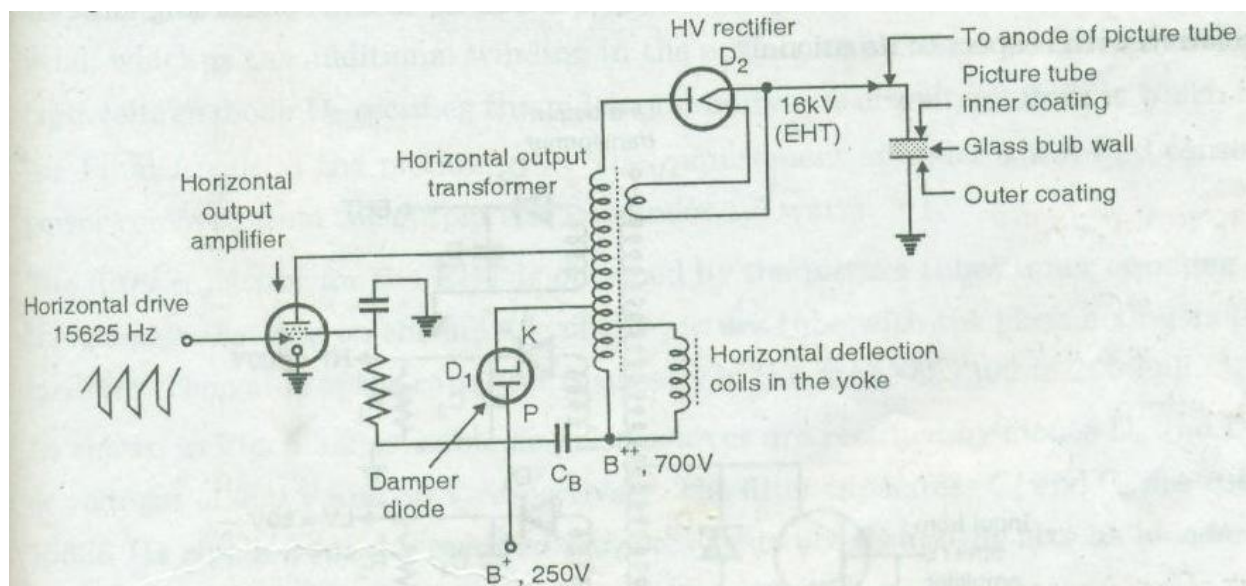 HV rectifier
D2
To anode of picture tube
Picture tube
inner coating
16kV
(EHT)
Glass bulb wall
Outer coating
Horizontal output
transformer
Horizontal
output
amplifier
Horizontal drive
15625 Hz
K
D1
P
Horizontal deflection
coils in the yoke
Damper
diode
CB
B++ 700V
B+, 250V